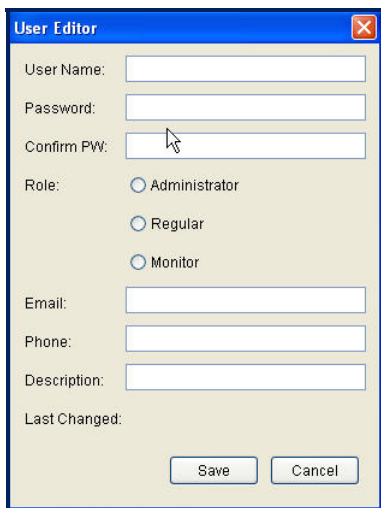 User Editor
User Name:
Password:
Confirm PW:
Role:
Administrator
Regular
Monitor
Email:
Phone:
Description:
Last Changed:
Save
Cancel